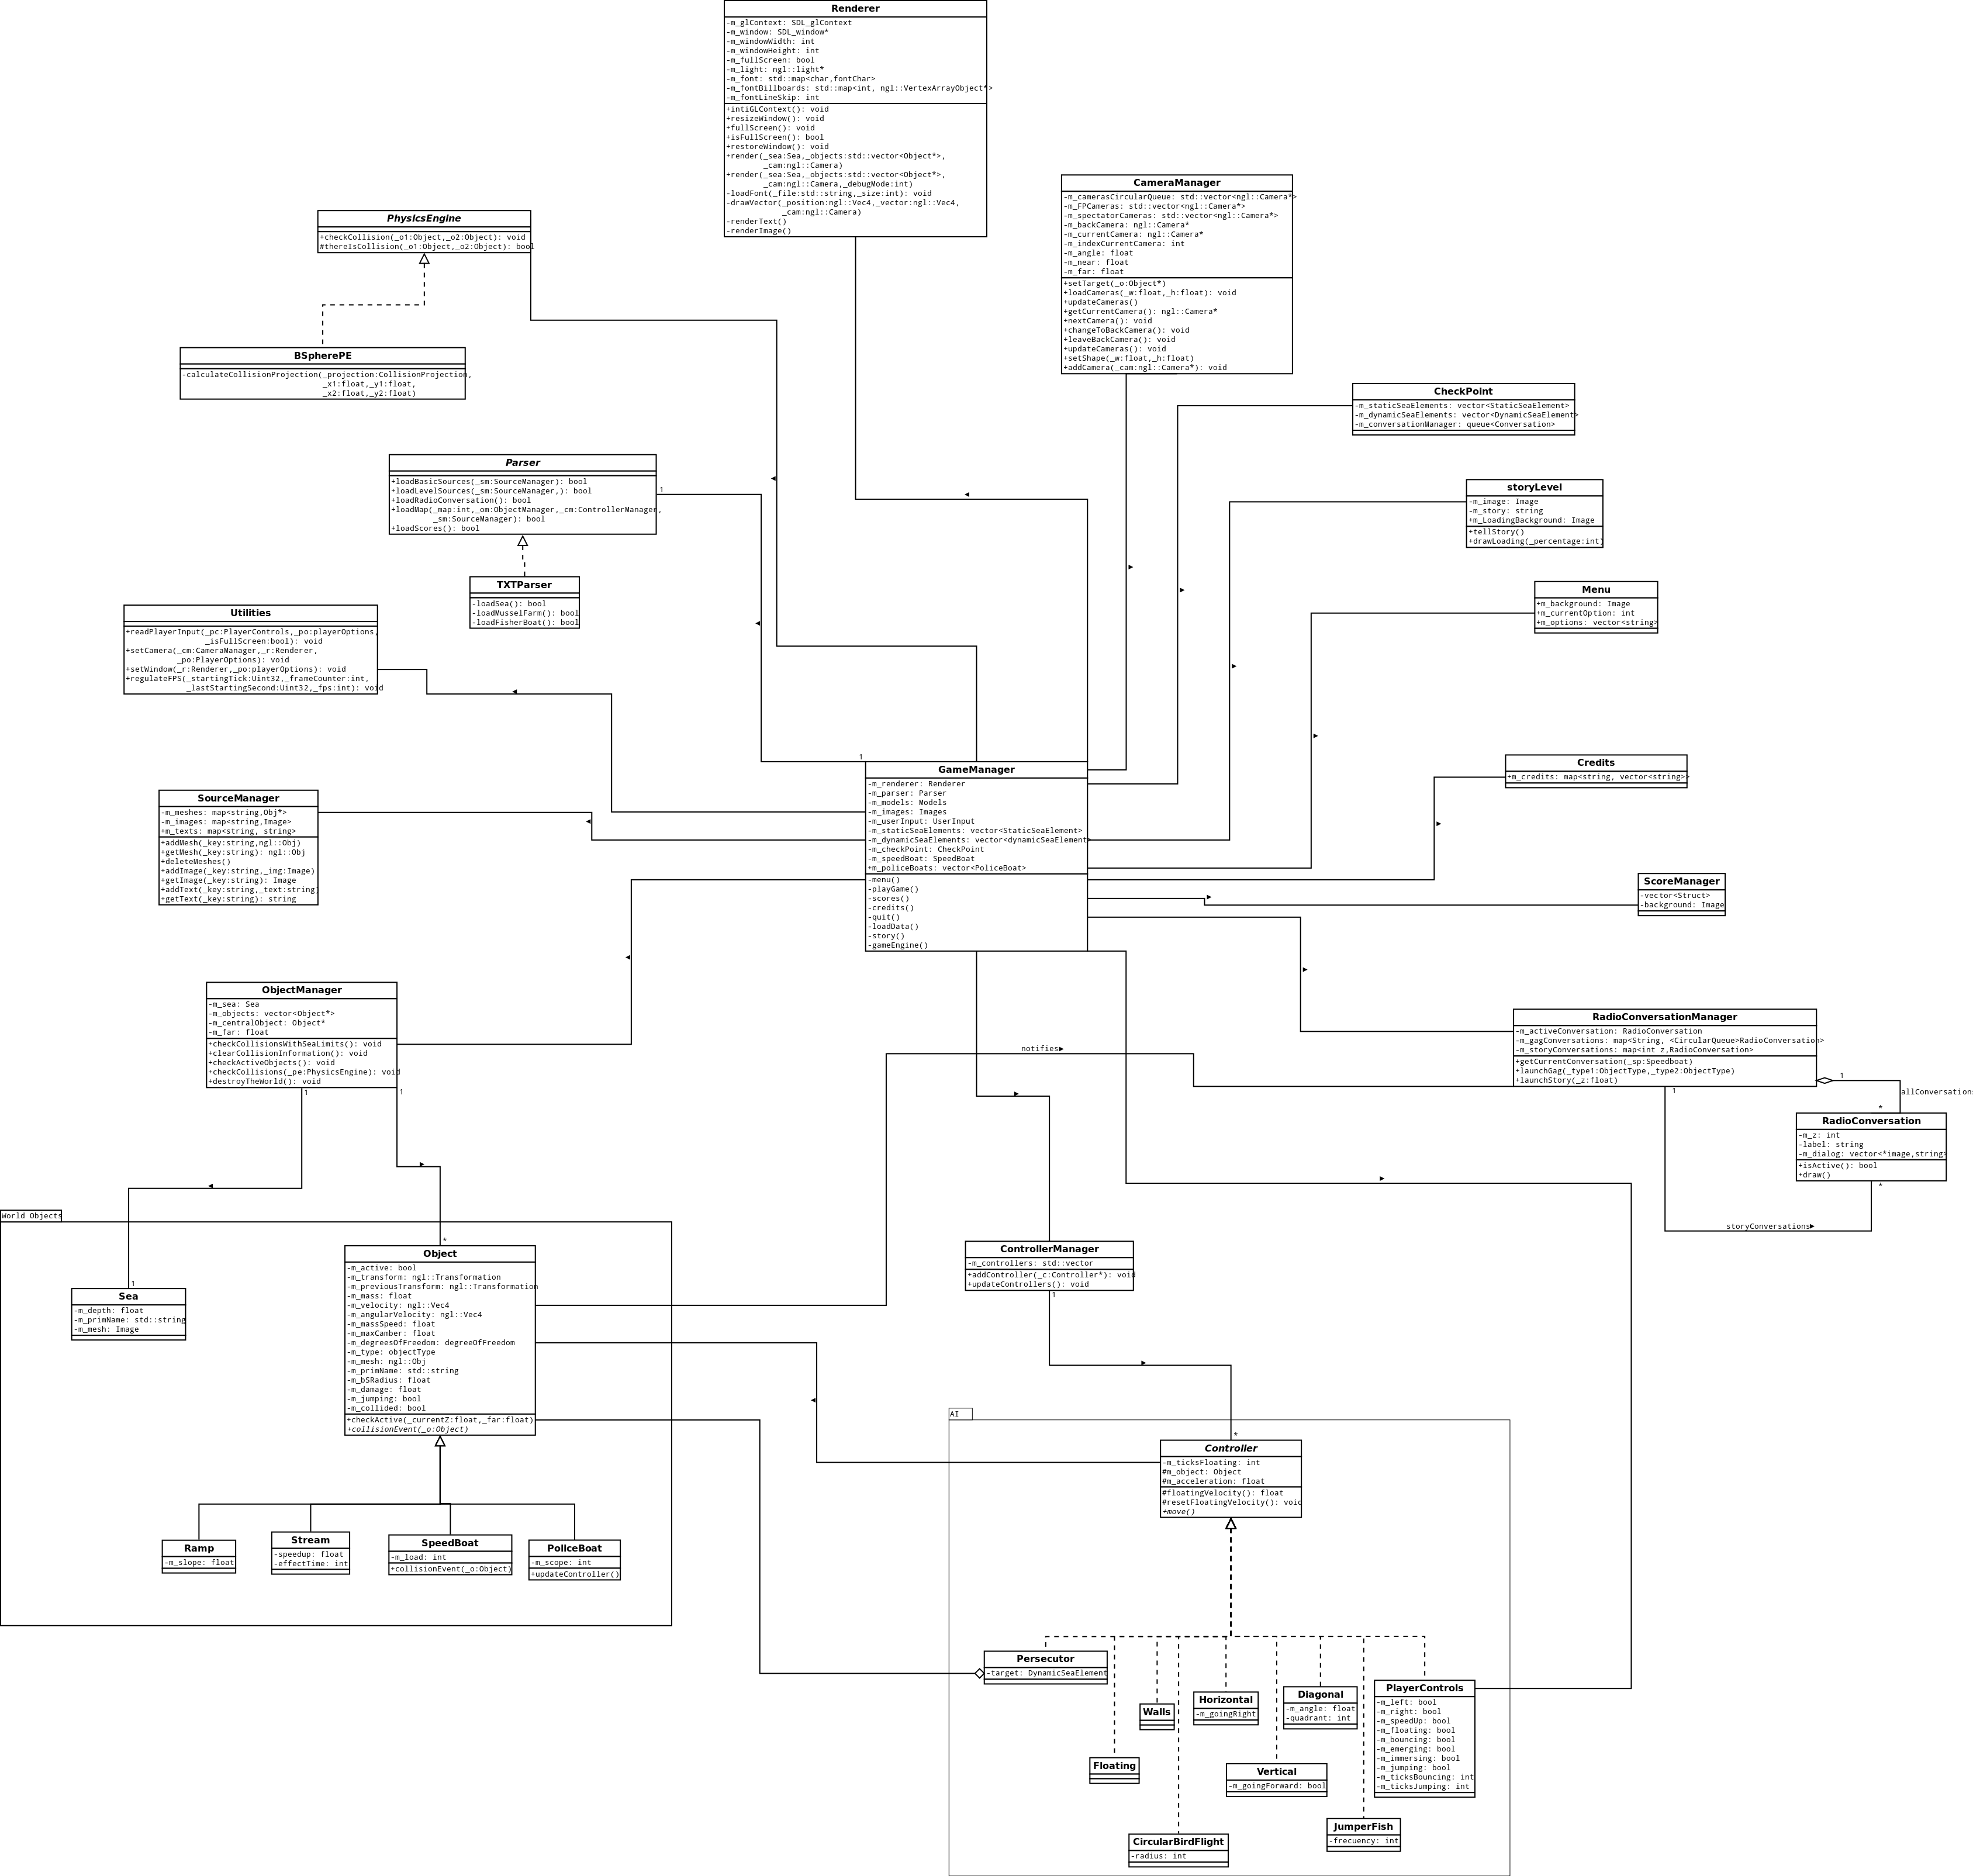 Renderer
-m_glContext: SDL_glContext
-m_window: SDL_window*
-m_windowWidth: int
-m_windowHeight: int
-m_fullScreen: bool
-m_light: ngl::light*
-m_font: std::map<char,fontChar>
-m_fontBillboards: std::map<int, ngl::VertexArrayObject*>
-m_fontLineSkip: int
+intiGLContext(): void
+resizeWindow(): void
+fullScreen(): void
+isFullScreen(): bool
+restoreWindow(): void
+render(_sea:Sea,_objects:std::vector<Object*>,
_cam:ngl::Camera)
+render(_sea:Sea,_objects:std::vector<Object*>,
_cam:ngl::Camera,_debugMode:int)
-loadFont(_file:std::string,_size:int): void
-drawVector(_position:ngl::Vec4,_vector:ngl::Vec4,
_cam:ngl::Camera)
-renderText()
-renderImage()
CameraManager
-m_camerasCircularQueue: std::vector<ngl::Camera*>
-m_FPCameras: std::vector<ngl::Camera*>
-m_spectatorCameras: std::vector<ngl::Camera*>
-m_backCamera: ngl::Camera*
-m_currentCamera: ngl::Camera*
-m_indexCurrentCamera: int
-m_angle: float
-m_near: float
-m_far: float
+setTarget(_o:Object*)
+loadCameras(_w:float,_h:float): void
+updateCameras()
+getCurrentCamera(): ngl::Camera*
+nextCamera(): void
+changeToBackCamera(): void
+leaveBackCamera(): void
+updateCameras(): void
+setShape(_w:float,_h:float)
+addCamera(_cam:ngl::Camera*): void
PhysicsEngine
+checkCollision(_o1:Object,_o2:Object): void
#thereIsCollision(_o1:Object,_o2:Object): bool
BSpherePE
-calculateCollisionProjection(_projection:CollisionProjection,
_x1:float,_y1:float,
_x2:float,_y2:float)
CheckPoint
-m_staticSeaElements: vector<StaticSeaElement>
-m_dynamicSeaElements: vector<DynamicSeaElement>
-m_conversationManager: queue<Conversation>
Parser
+loadBasicSources(_sm:SourceManager): bool
+loadLevelSources(_sm:SourceManager,): bool
+loadRadioConversation(): bool
+loadMap(_map:int,_om:ObjectManager,_cm:ControllerManager,
_sm:SourceManager): bool
+loadScores(): bool
1
storyLevel
-m_image: Image
-m_story: string
+m_LoadingBackground: Image
+tellStory()
+drawLoading(_percentage:int)
TXTParser
-loadSea(): bool
-loadMusselFarm(): bool
-loadFisherBoat(): bool
Menu
+m_background: Image
+m_currentOption: int
+m_options: vector<string>
Utilities
+readPlayerInput(_pc:PlayerControls,_po:playerOptions,
_isFullScreen:bool): void
+setCamera(_cm:CameraManager,_r:Renderer,
_po:PlayerOptions): void
+setWindow(_r:Renderer,_po:playerOptions): void
+regulateFPS(_startingTick:Uint32,_frameCounter:int,
_lastStartingSecond:Uint32,_fps:int): void
1
GameManager
-m_renderer: Renderer
-m_parser: Parser
-m_models: Models
-m_images: Images
-m_userInput: UserInput
-m_staticSeaElements: vector<StaticSeaElement>
-m_dynamicSeaElements: vector<dynamicSeaElement>
-m_checkPoint: CheckPoint
-m_speedBoat: SpeedBoat
+m_policeBoats: vector<PoliceBoat>
-menu()
-playGame()
-scores()
-credits()
-quit()
-loadData()
-story()
-gameEngine()
Credits
+m_credits: map<string, vector<string>>
SourceManager
-m_meshes: map<string,Obj*>
-m_images: map<string,Image>
+m_texts: map<string, string>
+addMesh(_key:string,ngl::Obj)
+getMesh(_key:string): ngl::Obj
+deleteMeshes()
+addImage(_key:string,_img:Image)
+getImage(_key:string): Image
+addText(_key:string,_text:string)
+getText(_key:string): string
ScoreManager
-vector<Struct>
-background: Image
ObjectManager
-m_sea: Sea
-m_objects: vector<Object*>
-m_centralObject: Object*
-m_far: float
+checkCollisionsWithSeaLimits(): void
+clearCollisionInformation(): void
+checkActiveObjects(): void
+checkCollisions(_pe:PhysicsEngine): void
+destroyTheWorld(): void
1
1
notifies
RadioConversationManager
-m_activeConversation: RadioConversation
-m_gagConversations: map<String, <CircularQueue>RadioConversation>
-m_storyConversations: map<int z,RadioConversation>
+getCurrentConversation(_sp:Speedboat)
+launchGag(_type1:ObjectType,_type2:ObjectType)
+launchStory(_z:float)
1
1
allConversation
*
RadioConversation
-m_z: int
-label: string
-m_dialog: vector<*image,string>
+isActive(): bool
+draw()
*
storyConversations
World Objects
*
Object
-m_active: bool
-m_transform: ngl::Transformation
-m_previousTransform: ngl::Transformation
-m_mass: float
-m_velocity: ngl::Vec4
-m_angularVelocity: ngl::Vec4
-m_massSpeed: float
-m_maxCamber: float
-m_degreesOfFreedom: degreeOfFreedom
-m_type: objectType
-m_mesh: ngl::Obj
-m_primName: std::string
-m_bSRadius: float
-m_damage: float
-m_jumping: bool
-m_collided: bool
+checkActive(_currentZ:float,_far:float)
+collisionEvent(_o:Object)
1
Sea
-m_depth: float
-m_primName: std::string
-m_mesh: Image
ControllerManager
-m_controllers: std::vector
+addController(_c:Controller*): void
+updateControllers(): void
1
AI
*
Controller
-m_ticksFloating: int
#m_object: Object
#m_acceleration: float
#floatingVelocity(): float
#resetFloatingVelocity(): void
+move()
Ramp
-m_slope: float
Stream
-speedup: float
-effectTime: int
SpeedBoat
-m_load: int
+collisionEvent(_o:Object)
PoliceBoat
-m_scope: int
+updateController()
Persecutor
-target: DynamicSeaElement
Walls
Horizontal
-m_goingRight
Diagonal
-m_angle: float
-quadrant: int
PlayerControls
-m_left: bool
-m_right: bool
-m_speedUp: bool
-m_floating: bool
-m_bouncing: bool
-m_emerging: bool
-m_immersing: bool
-m_jumping: bool
-m_ticksBouncing: int
-m_ticksJumping: int
Floating
Vertical
-m_goingForward: bool
JumperFish
-frecuency: int
CircularBirdFlight
-radius: int